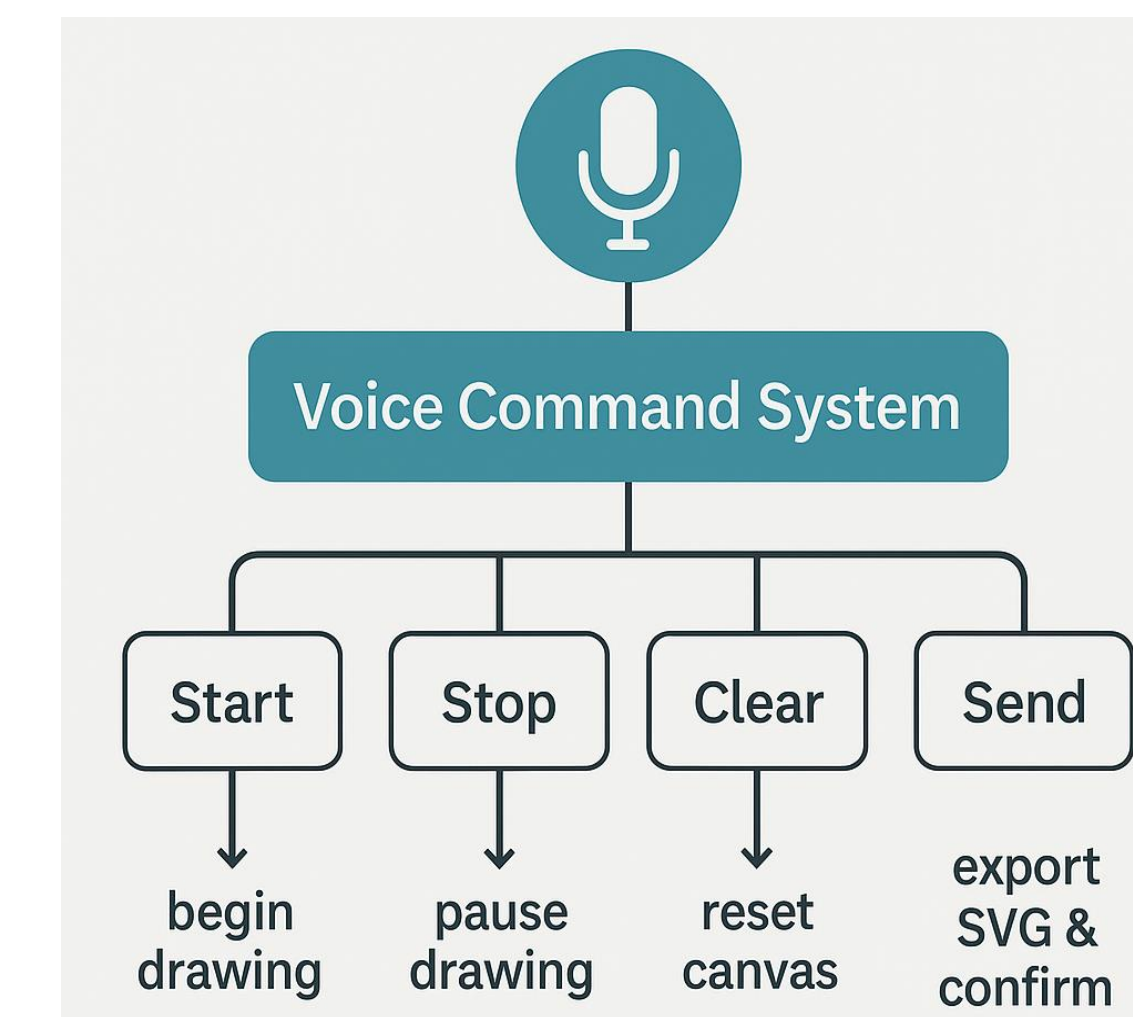 Voice Command System
Start
Stop
Clear
Send
begin
drawing
pause
drawing
reset
canvas
export
SVG &
confirm